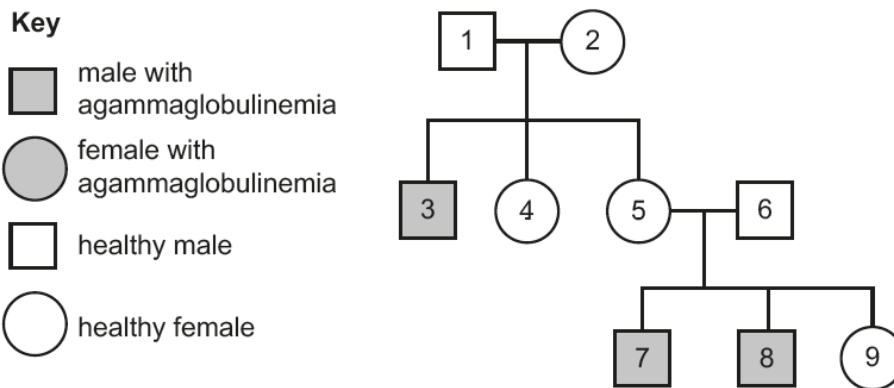 Key
male with
agammaglobulinemia
female with
agammaglobulinemia
healthy male
healthy female
1
2
3
4
5
6
7
8
9